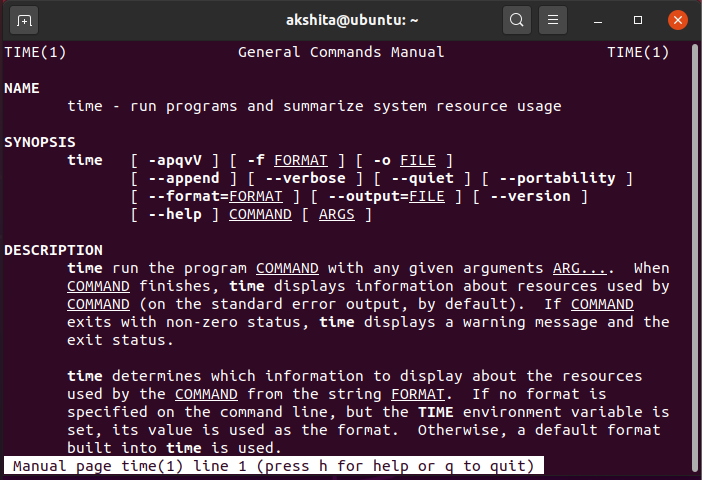 akshita@ubuntu: ~
TIME(1) General Commands Manual TIME(1)
NAME
time - run programs and summarize system resource usage
SYNOPSIS
time [ -apqvV ] [ -f FORMAT ] [ -o FILE ]
[ --append ] [ --verbose ] [ --quiet ] [ --portability ]
[ --format=FORMAT ] [ --output=FILE ] [ --version ]
[ --help ] COMMAND [ ARGS ]
DESCRIPTION
time run the program COMMAND with any given arguments ARG.... When
COMMAND finishes, time displays information about resources used by
COMMAND (on the standard error output, by default). If COMMAND
exits with non-zero status, time displays a warning message and the
exit status.
time determines which information to display about the resources
used by the COMMAND from the string FORMAT. If no format is
specified on the command line, but the TIME environment variable is
set, its value is used as the format. Otherwise, a default format
built into time is used.
Manual page time(1) line 1 (press h for help or q to quit)